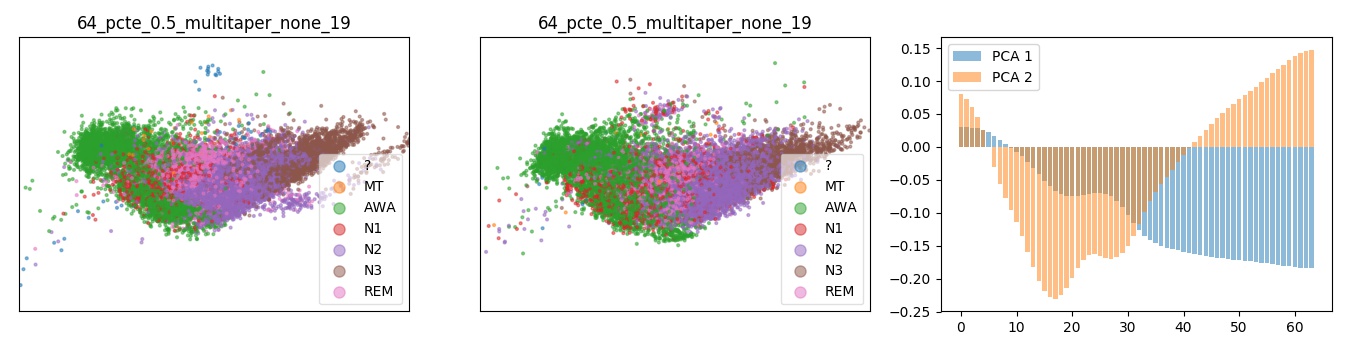 64_pcte_0.5_multitaper_none_19
?
MT
AWA
N1
N2
N3
REM
64_pcte_0.5_multitaper_none_19
?
MT
AWA
N1
N2
N3
REM
PCA 1
PCA 2
0.15
0.10
0.05
0.00
−0.05
−0.10
−0.15
−0.20
−0.25
0 10 20 30 40 50 60